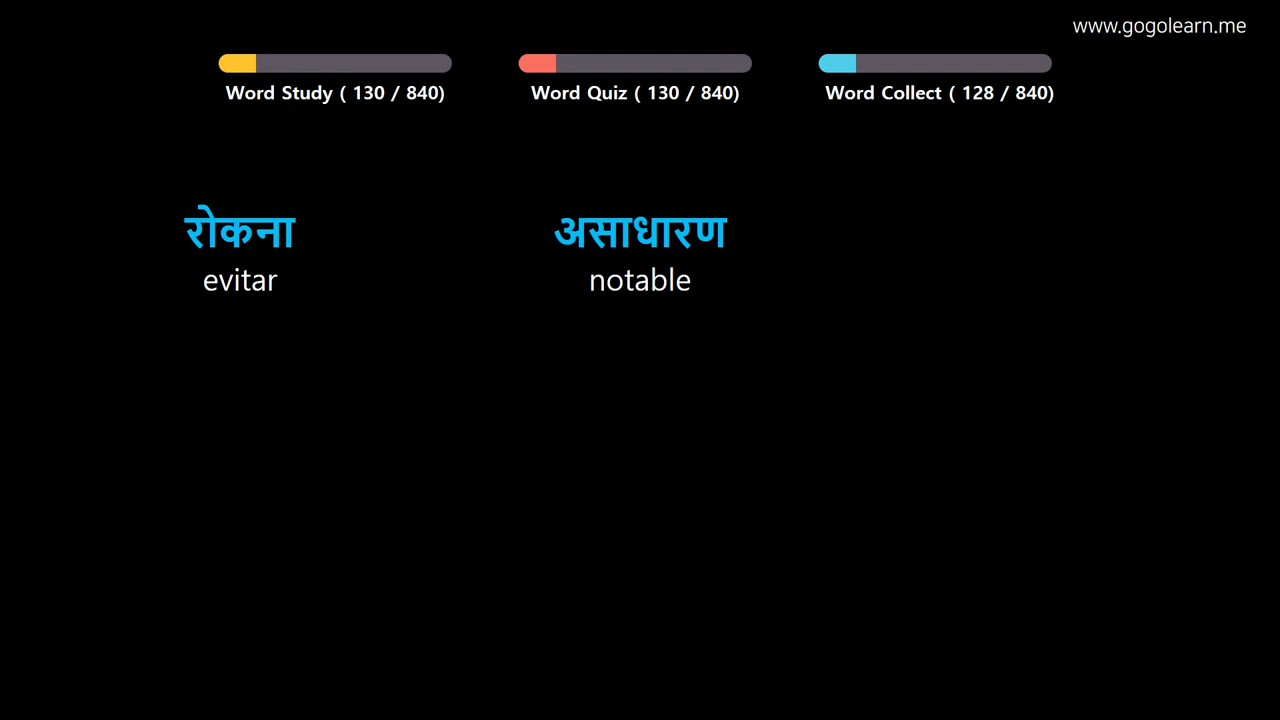 www.gogolearn.me
Word Study ( 130 / 840)
Word Quiz ( 130 / 840)
Word Collect ( 128 / 840)
रोकना
evitar
असाधारण
notable